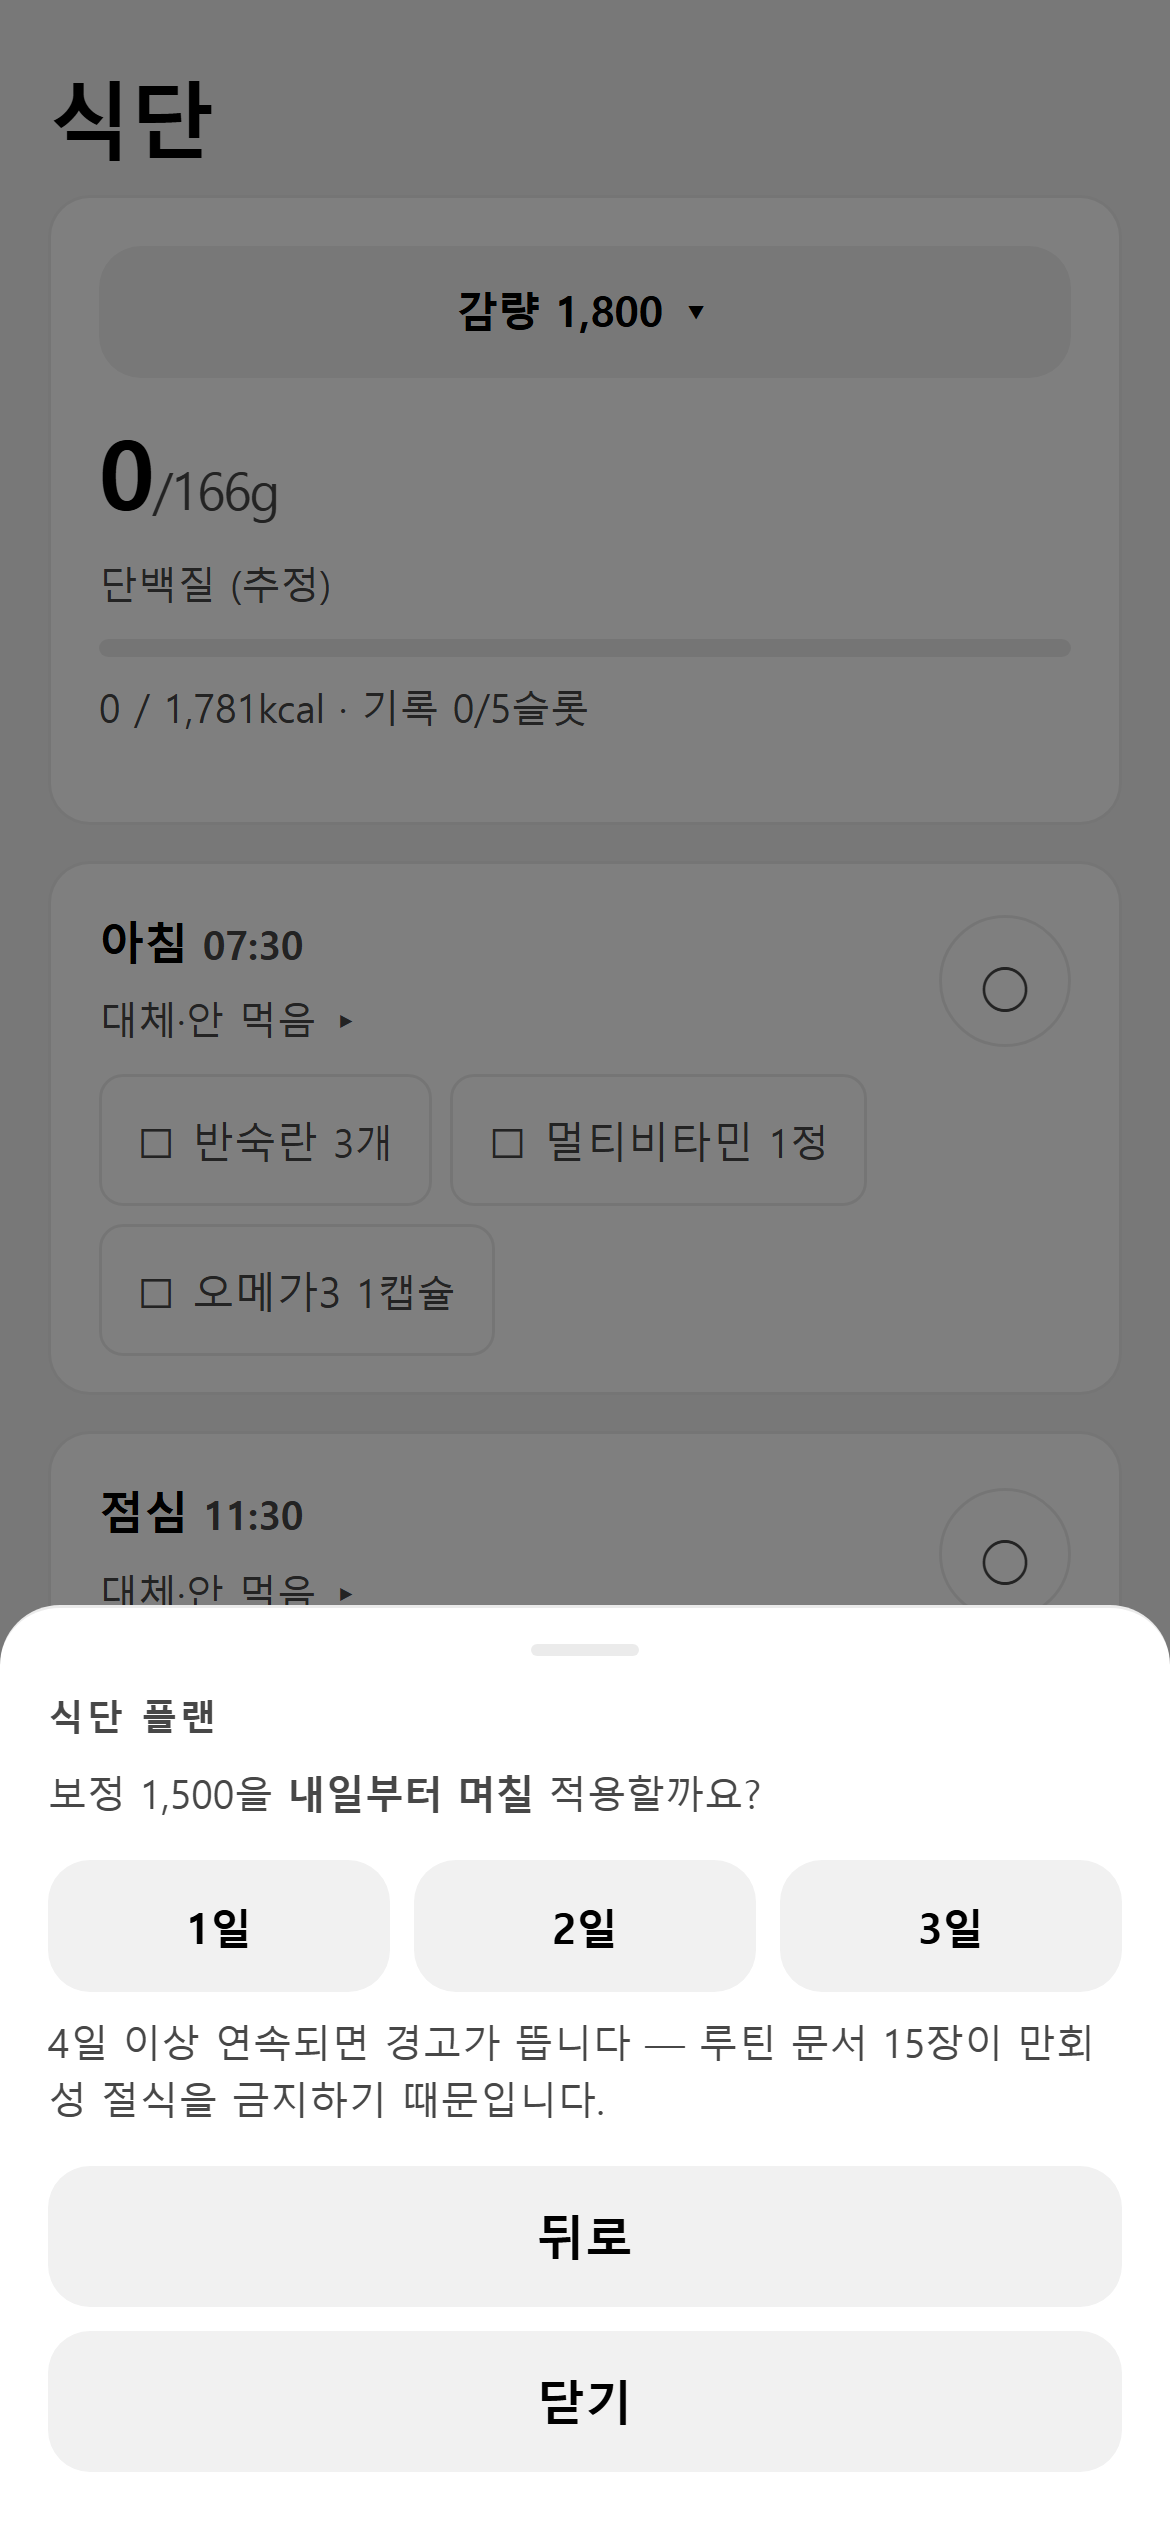 식단
감량 1,800 ▼
0/166g
단백질 (추정)
0 / 1,781kcal · 기록 0/5슬롯
아침 07:30
대체·안 먹음 ▸
○
☐ 반숙란 3개
☐ 멀티비타민 1정
☐ 오메가3 1캡슐
점심 11:30
대체·안 먹음 ▸
○
식단 플랜
보정 1,500을 내일부터 며칠 적용할까요?
1일
2일
3일
4일 이상 연속되면 경고가 뜹니다 — 루틴 문서 15장이 만회
성 절식을 금지하기 때문입니다.
뒤로
닫기